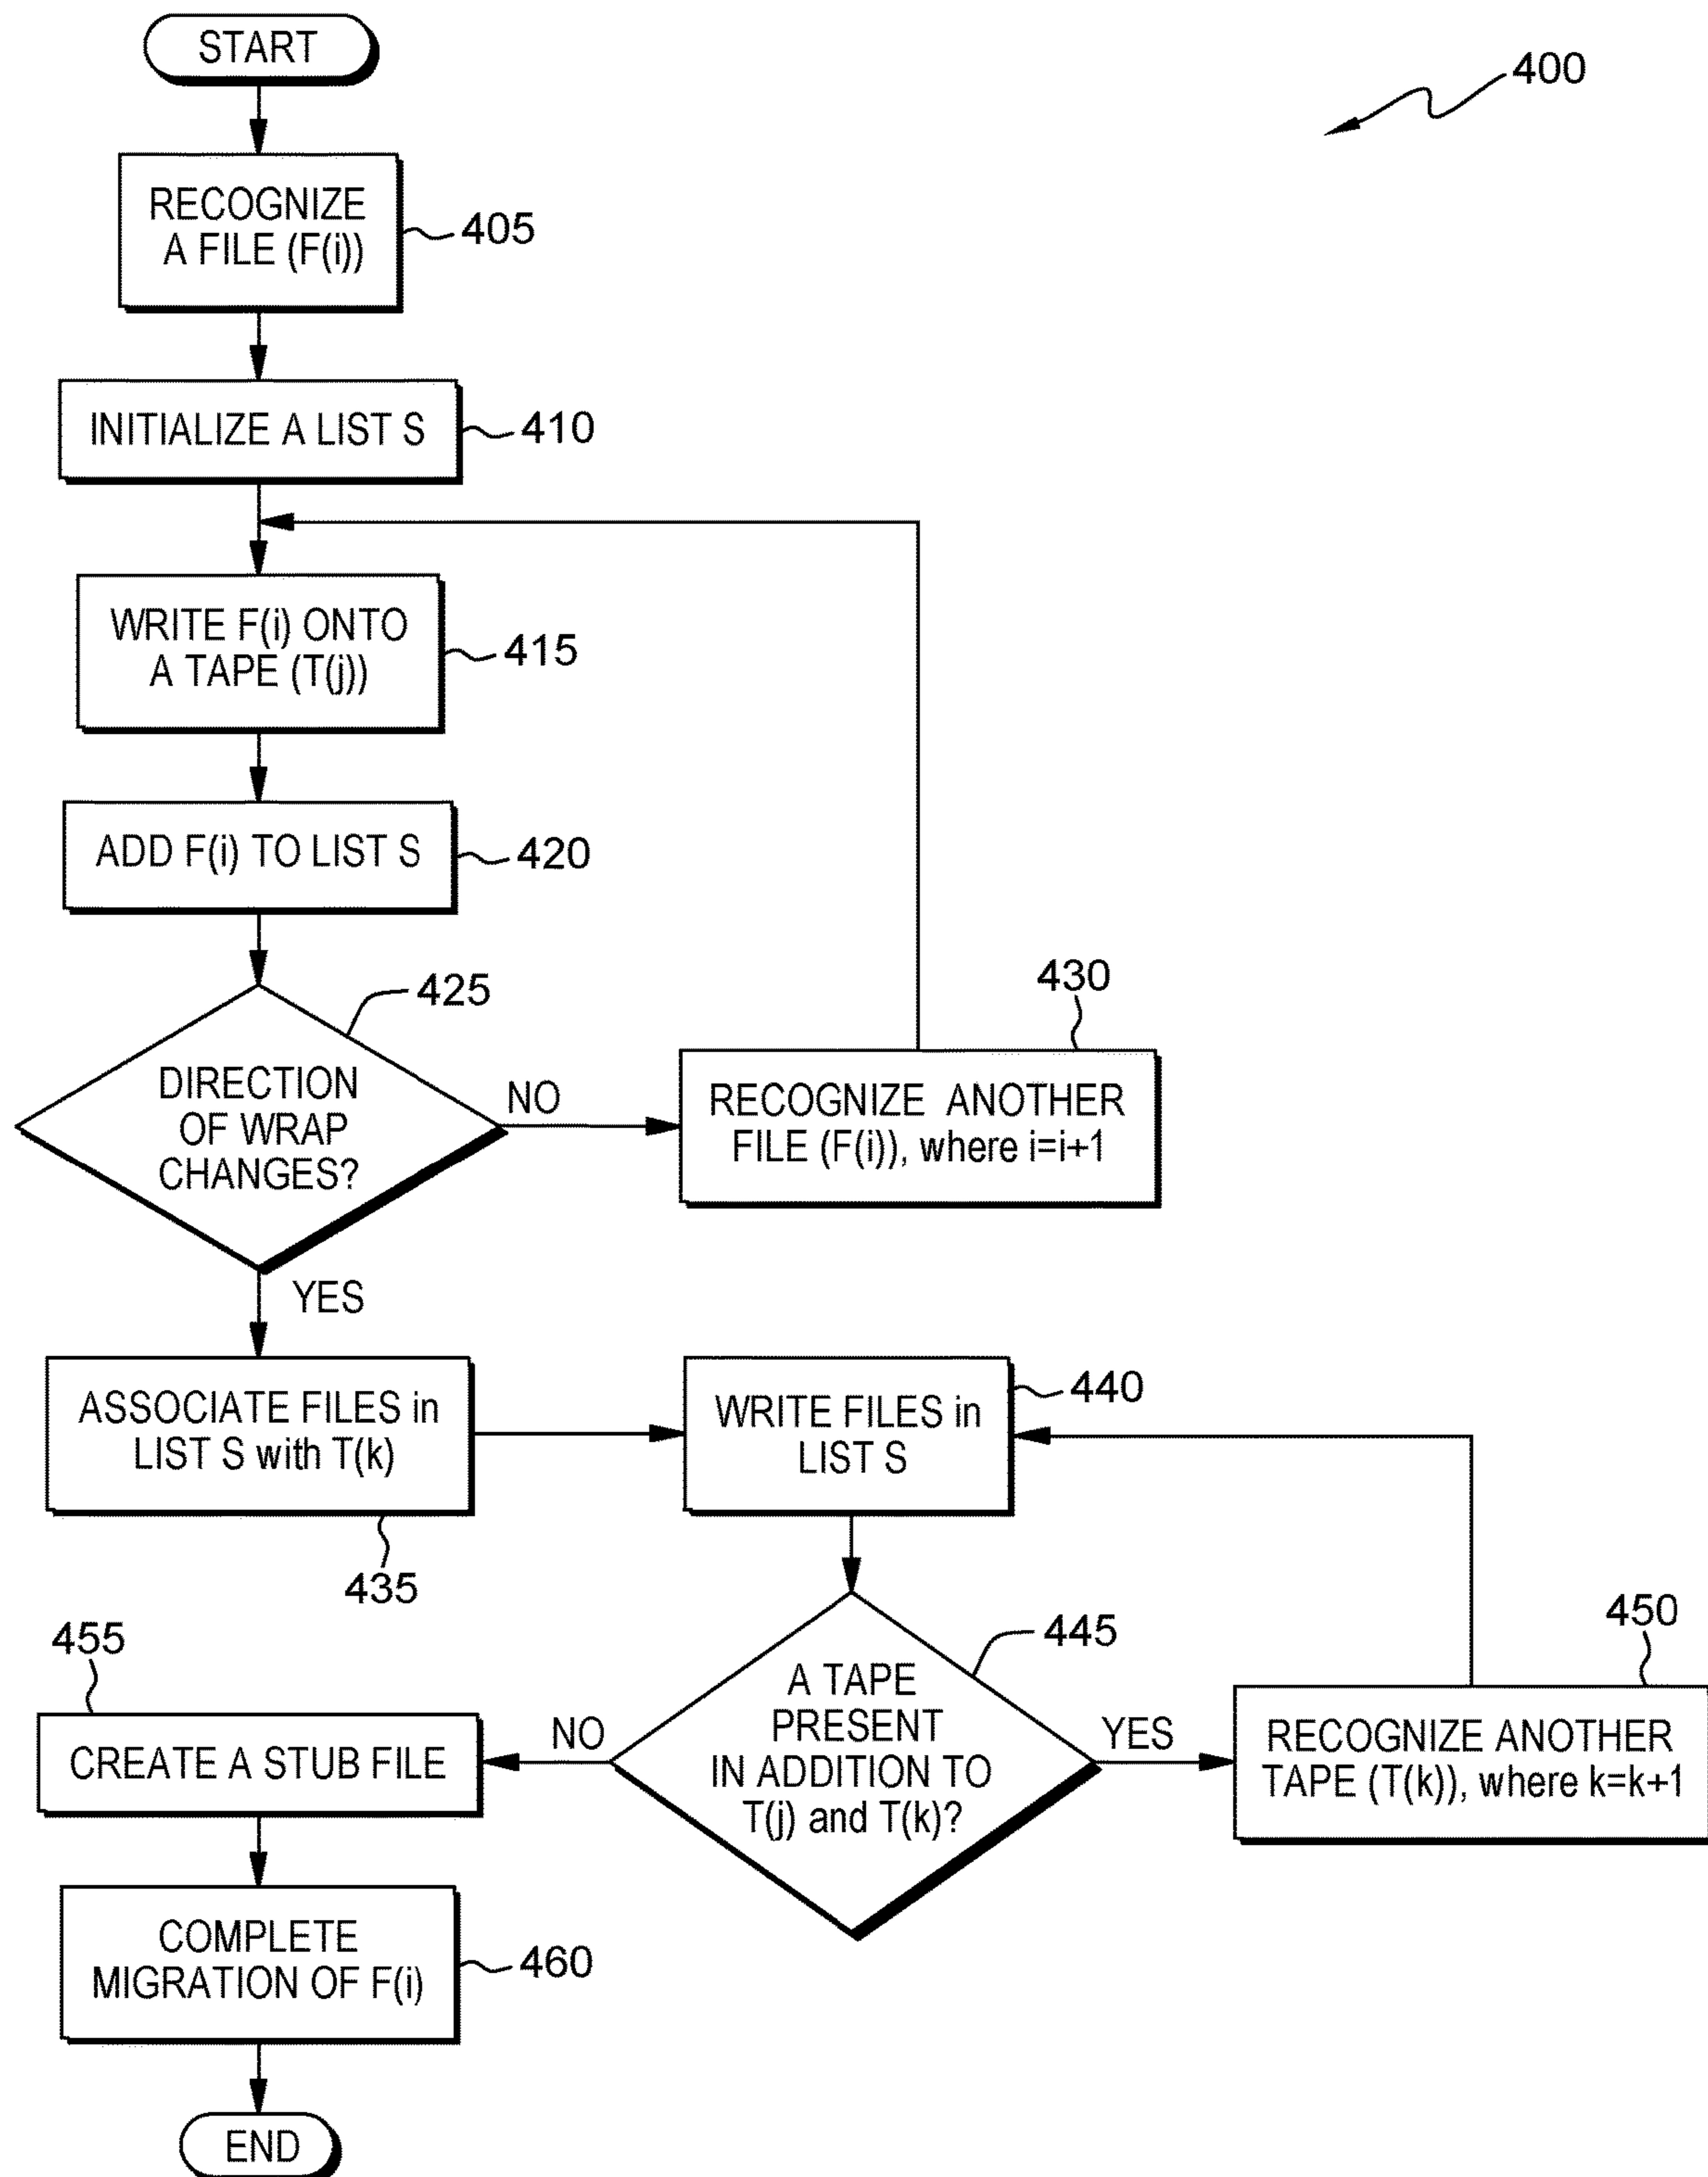 START
400
RECOGNIZE
A FILE (F(i))
405
INITIALIZE A LIST S
410
WRITE F(i) ONTO
A TAPE (T(j))
415
ADD F(i) TO LIST S
420
425
DIRECTION
OF WRAP
CHANGES?
NO
430
RECOGNIZE ANOTHER
FILE (F(i)), where i=i+1
YES
ASSOCIATE FILES in
LIST S with T(k)
435
WRITE FILES in
LIST S
440
445
A TAPE
PRESENT
IN ADDITION TO
T(j) and T(k)?
YES
450
RECOGNIZE ANOTHER
TAPE (T(k)), where k=k+1
NO
455
CREATE A STUB FILE
COMPLETE
MIGRATION OF F(i)
460
END